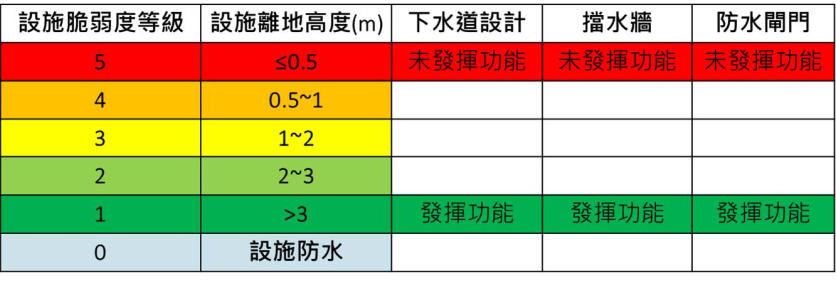 設施脆弱度等級 設施離地高度(m) 下水道設計 擋水牆 防水閘門
5 ≤0.5 未發揮功能 未發揮功能 未發揮功能
4 0.5~1
3 1~2
2 2~3
1 >3 發揮功能 發揮功能 發揮功能
0 設施防水